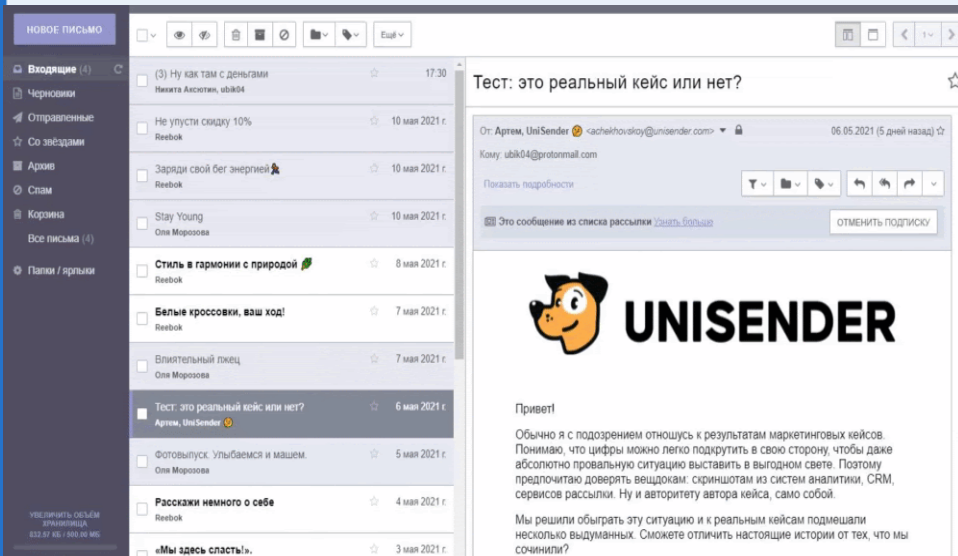 НОВОЕ ПИСЬМО
Входящие (4)
Черновики
Отправленные
Со звёздами
Архив
Спам
Корзина
Все письма (4)
Папки / ярлыки
УВЕЛИЧИТЬ ОБЪЁМ
ХРАНИЛИЩА
832.57 КБ / 500.00 МБ
Ещё
(3) Ну как там с деньгами
17:30
Никита Аксютин, ubik04
Не упусти скидку 10%
10 мая 2021 г.
Reebok
Заряди свой бег энергией
10 мая 2021 г.
Reebok
Stay Young
10 мая 2021 г.
Оля Морозова
Стиль в гармонии с природой
8 мая 2021 г.
Reebok
Белые кроссовки, ваш ход!
7 мая 2021 г.
Reebok
Влиятельный лжец
7 мая 2021 г.
Оля Морозова
Тест: это реальный кейс или нет?
6 мая 2021 г.
Артем, UniSender
Фотовыпуск. Улыбаемся и машем.
5 мая 2021 г.
Оля Морозова
Расскажи немного о себе
4 мая 2021 г.
Reebok
«Мы здесь власть!».
3 мая 2021 г.
1
Тест: это реальный кейс или нет?
От: Артем, UniSender <achekhovskoy@unisender.com>
06.05.2021 (5 дней назад)
Кому: ubik04@protonmail.com
Показать подробности
Это сообщение из списка рассылки Узнать больше
ОТМЕНИТЬ ПОДПИСКУ
UNISENDER
Привет!
Обычно я с подозрением отношусь к результатам маркетинговых кейсов.
Понимаю, что цифры можно легко подкрутить в свою сторону, чтобы даже
абсолютно провальную ситуацию выставить в выгодном свете. Поэтому
предпочитаю доверять вещдокам: скриншотам из систем аналитики, CRM,
сервисов рассылки. Ну и авторитету автора кейса, само собой.
Мы решили обыграть эту ситуацию и к реальным кейсам подмешали
несколько выдуманных. Сможете отличить настоящие истории от тех, что мы
сочинили?